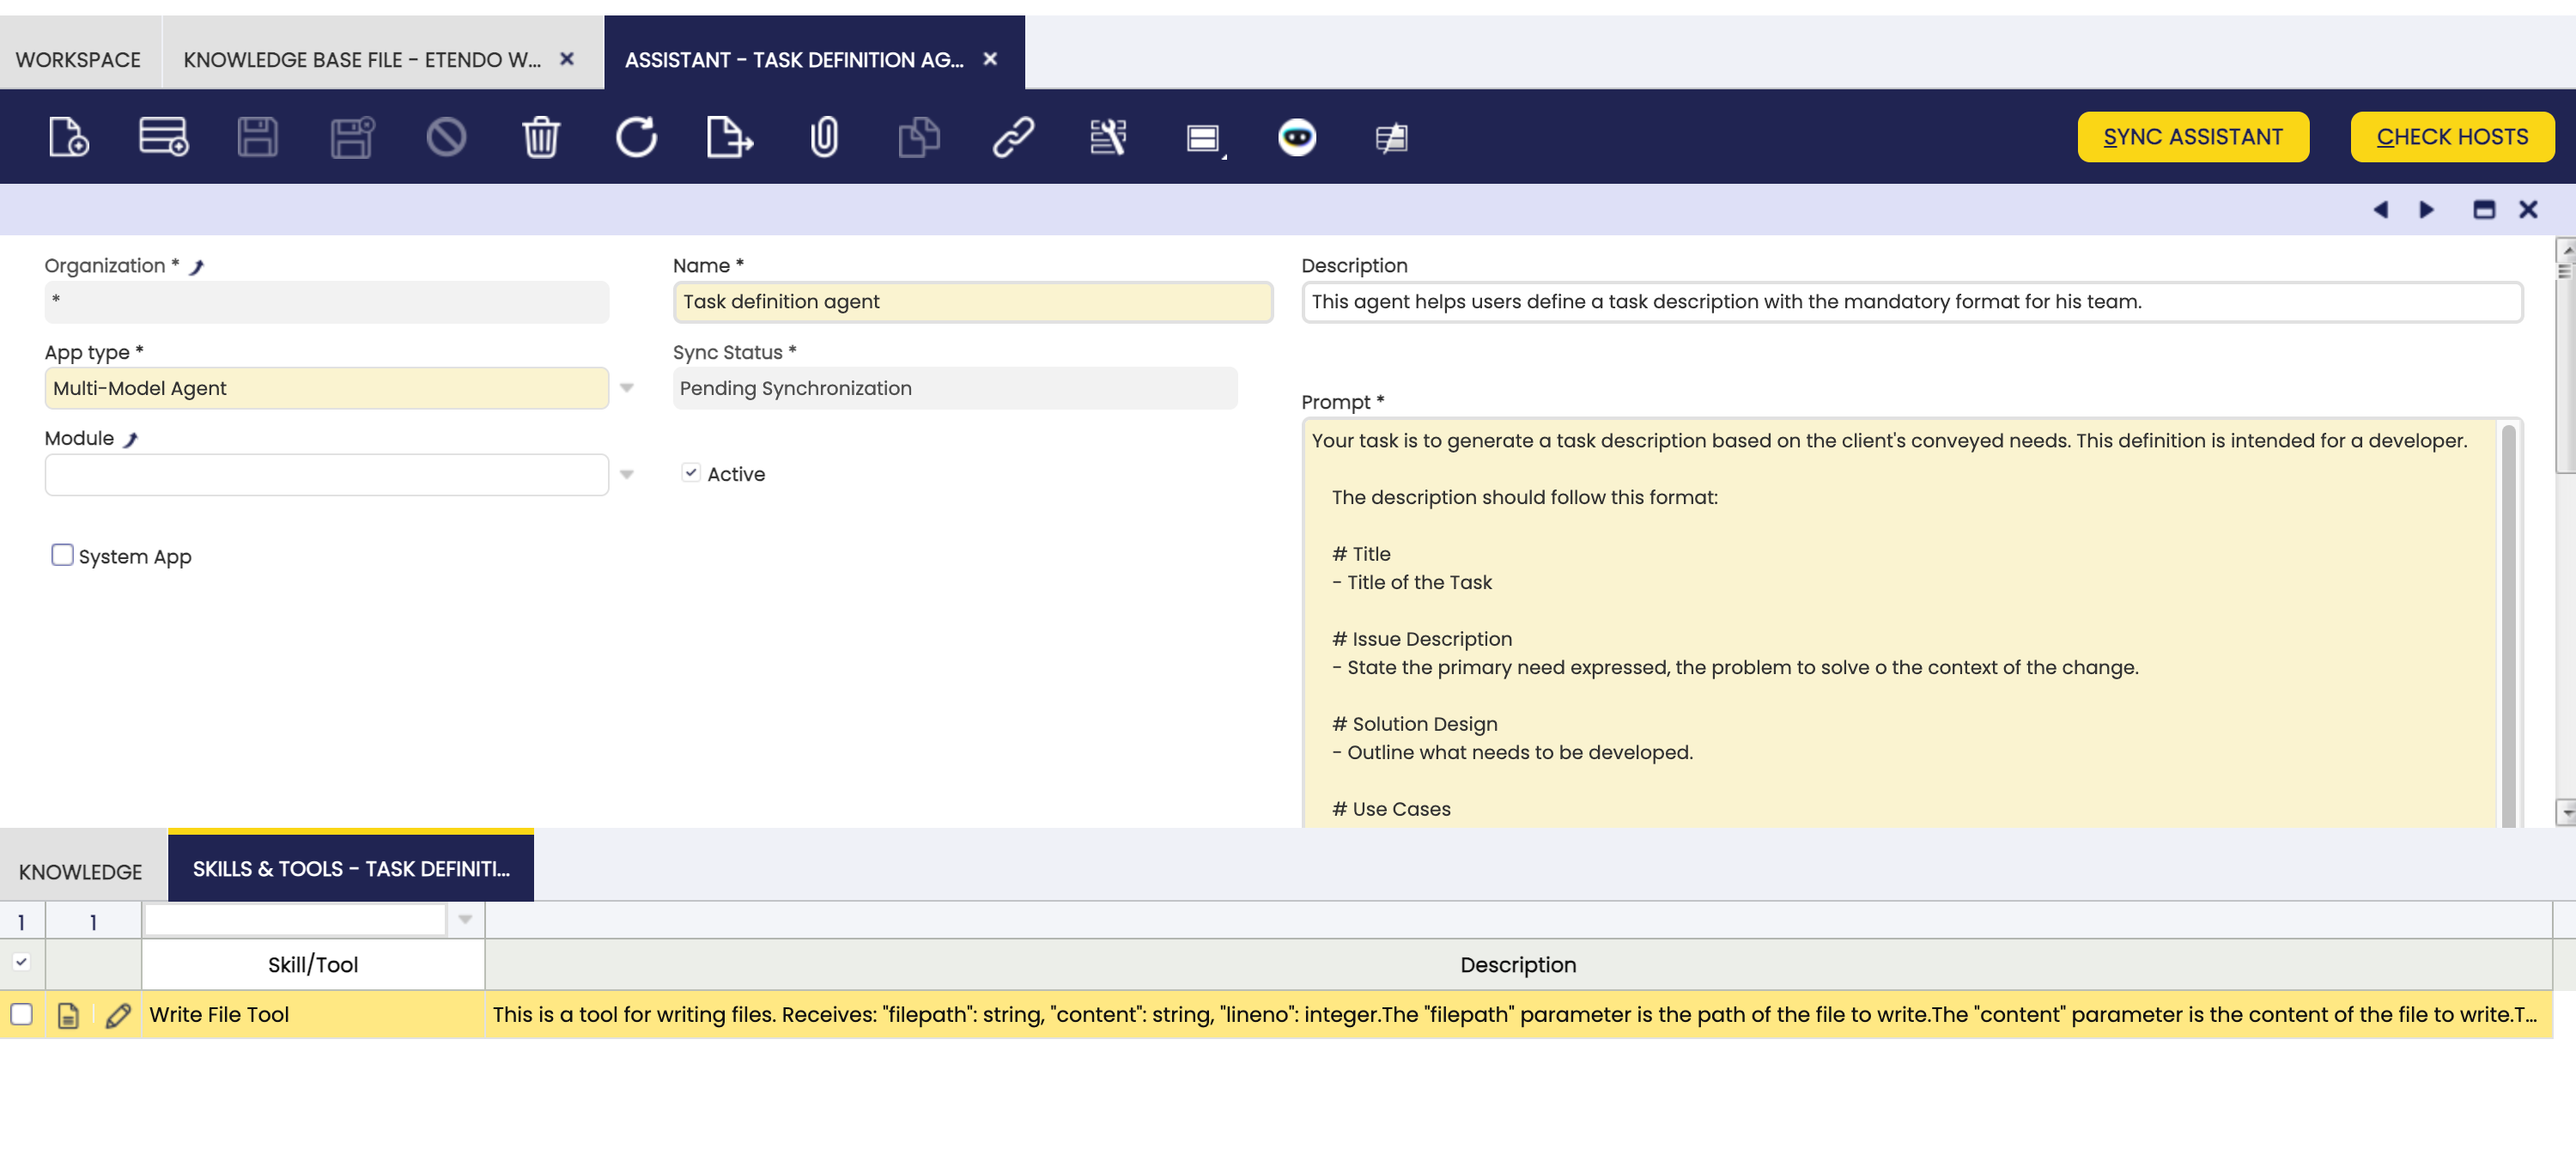 WORKSPACE
KNOWLEDGE BASE FILE - ETENDO W...
ASSISTANT - TASK DEFINITION AG...
SYNC ASSISTANT
CHECK HOSTS
Organization *
*
Name *
Task definition agent
Description
This agent helps users define a task description with the mandatory format for his team.
App type *
Multi-Model Agent
Sync Status *
Pending Synchronization
Module
Active
System App
Prompt *
Your task is to generate a task description based on the client's conveyed needs. This definition is intended for a developer.
The description should follow this format:
# Title
- Title of the Task
# Issue Description
- State the primary need expressed, the problem to solve o the context of the change.
# Solution Design
- Outline what needs to be developed.
# Use Cases
KNOWLEDGE
SKILLS & TOOLS - TASK DEFINITI...
1 1
Skill/Tool Description
Write File Tool This is a tool for writing files. Receives: "filepath": string, "content": string, "lineno": integer.The "filepath" parameter is the path of the file to write.The "content" parameter is the content of the file to write.T...